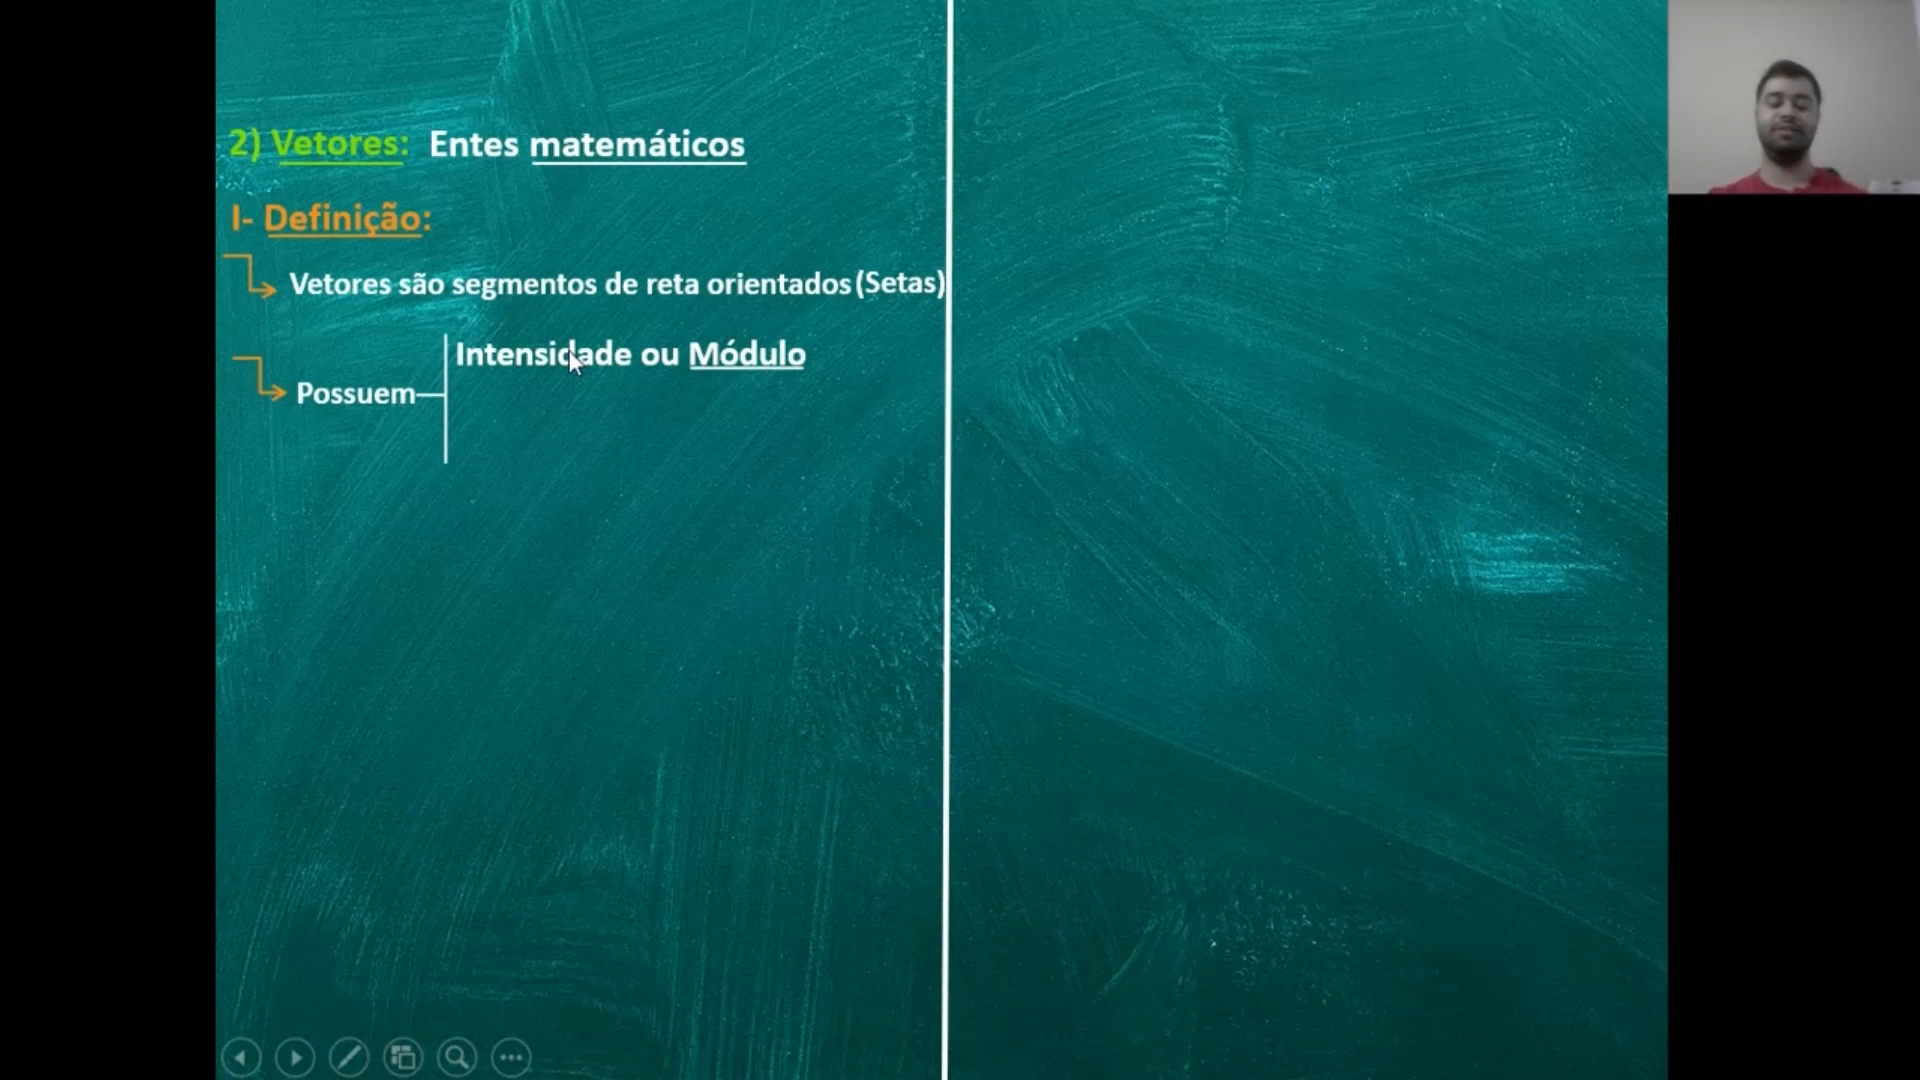 2) Vetores: Entes matemáticos
I- Definição:
Vetores são segmentos de reta orientados (Setas)
Intensidade ou Módulo
Possuem